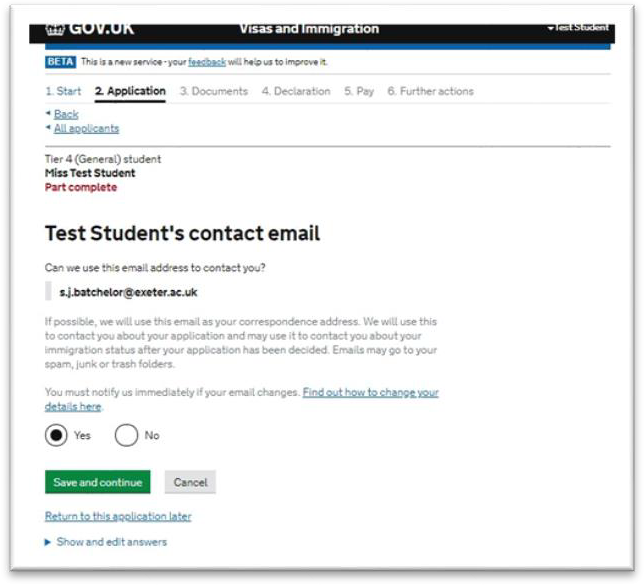 GOV.UK Visas and Immigration Test Student
BETA This is a new service - your feedback will help us to improve it.
1. Start 2. Application 3. Documents 4. Declaration 5. Pay 6. Further actions
Back
All applicants
Tier 4 (General) student
Miss Test Student
Part complete
Test Student's contact email
Can we use this email address to contact you?
s.j.batchelor@exeter.ac.uk
If possible, we will use this email as your correspondence address. We will use this
to contact you about your application and may use it to contact you about your
immigration status after your application has been decided. Emails may go to your
spam, junk or trash folders.
You must notify us immediately if your email changes. Find out how to change your
details here.
Yes No
Save and continue Cancel
Return to this application later
Show and edit answers